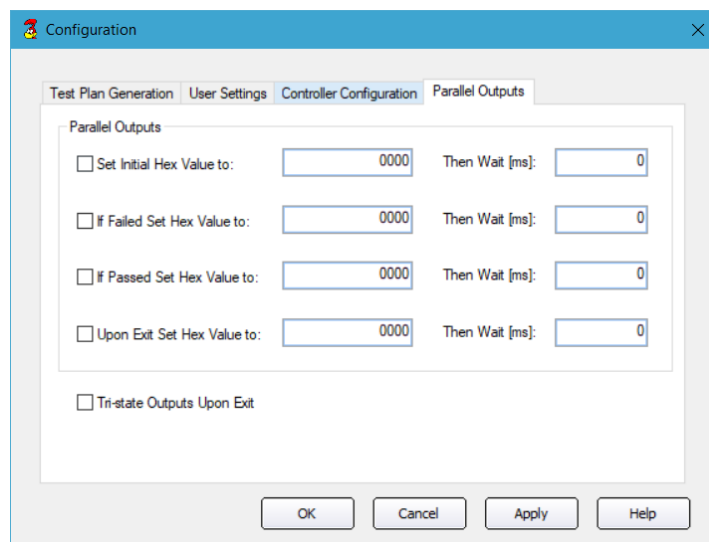 Configuration
Test Plan Generation User Settings Controller Configuration Parallel Outputs
Parallel Outputs
Set Initial Hex Value to: 0000 Then Wait [ms]: 0
If Failed Set Hex Value to: 0000 Then Wait [ms]: 0
If Passed Set Hex Value to: 0000 Then Wait [ms]: 0
Upon Exit Set Hex Value to: 0000 Then Wait [ms]: 0
Tri-state Outputs Upon Exit
OK Cancel Apply Help